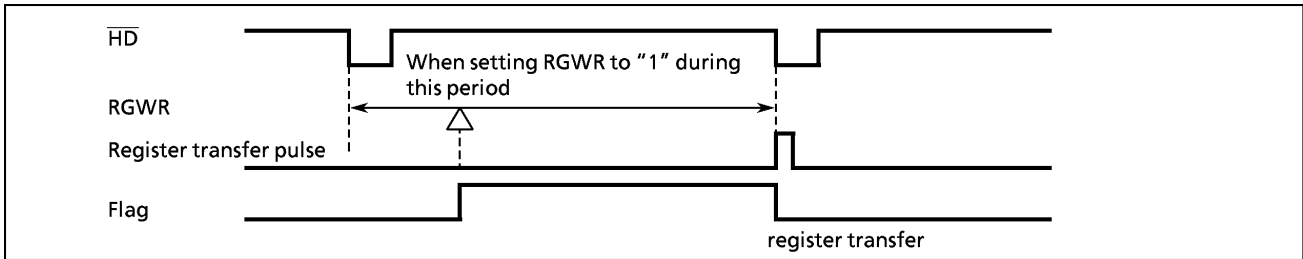 HD
When setting RGWR to “1” during
this period
RGWR
Register transfer pulse
Flag
register transfer